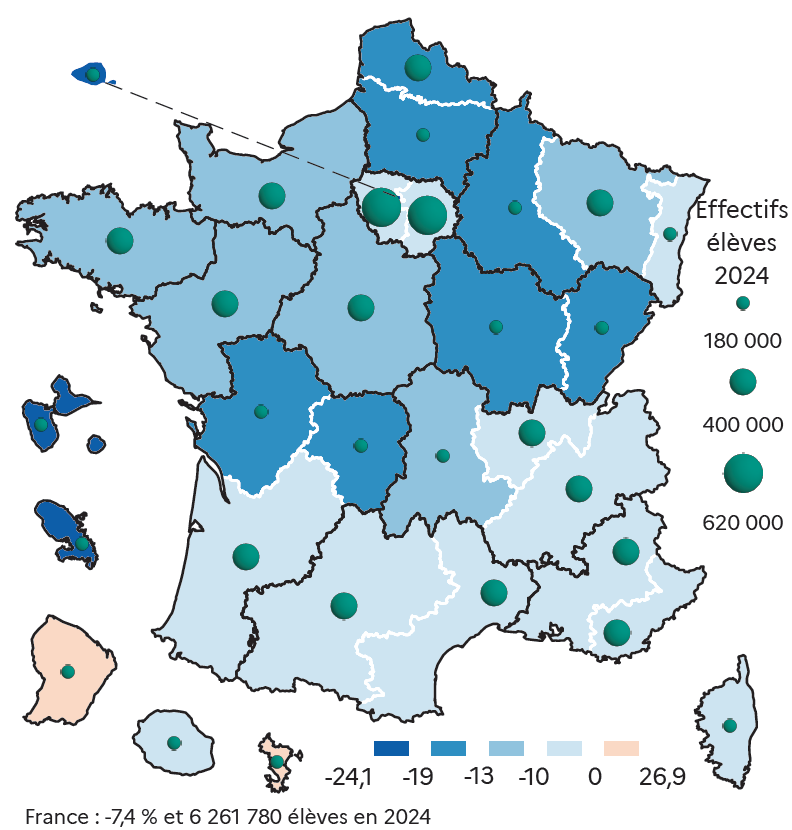 Effectifs
élèves
2024
180 000
400 000
620 000
-24,1 -19 -13 -10 0 26,9
France : -7,4 % et 6 261 780 élèves en 2024